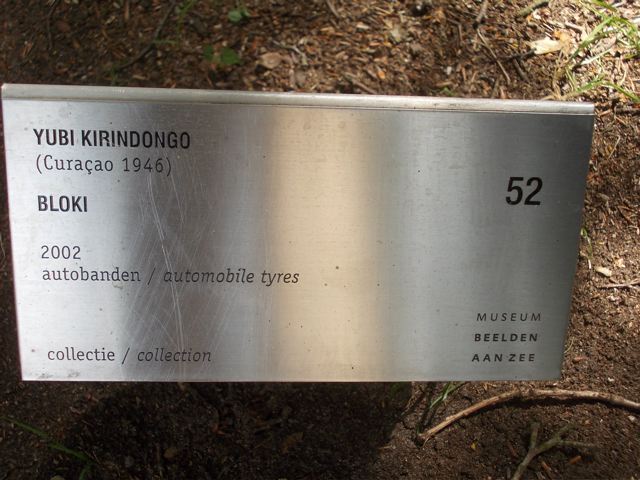 YUBI KIRINDONGO
(Curaçao 1946)
BLOKI
52
2002
autobanden / automobile tyres
collectie / collection
MUSEUM
BEELDEN
AAN ZEE